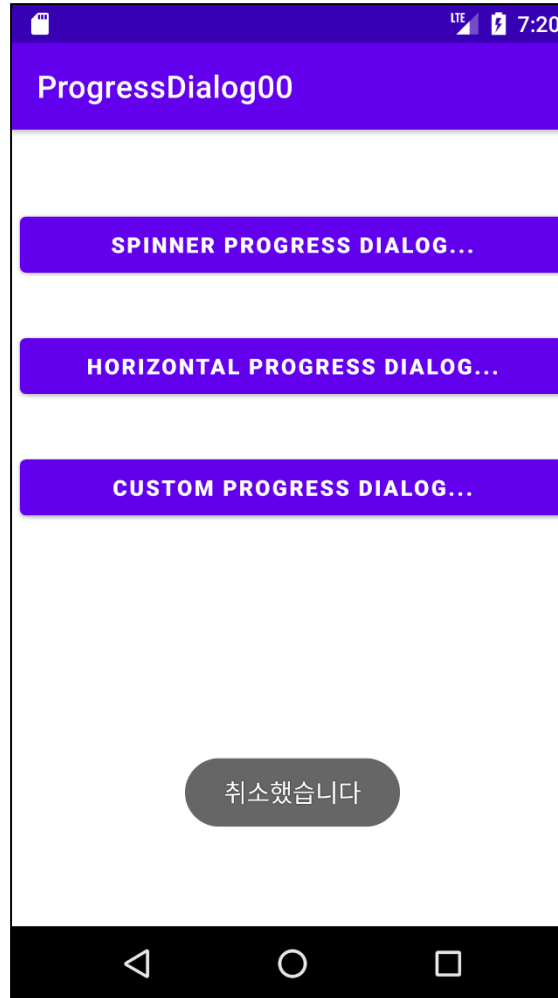 LTE 7:20
ProgressDialog00
SPINNER PROGRESS DIALOG...
HORIZONTAL PROGRESS DIALOG...
CUSTOM PROGRESS DIALOG...
취소했습니다